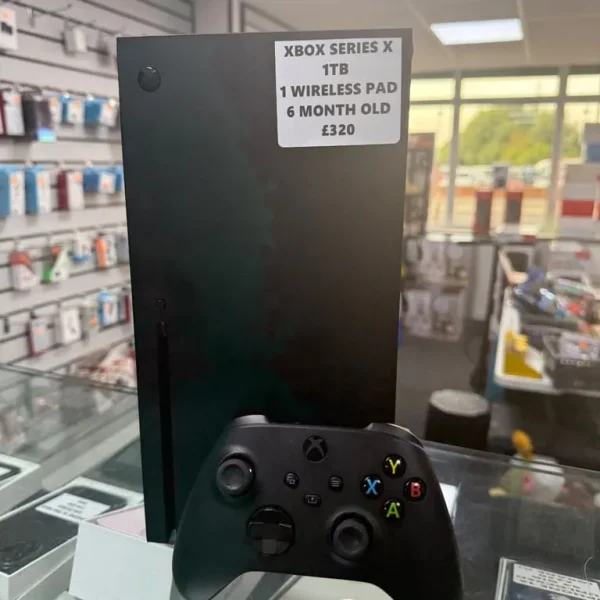 XBOX SERIES X
1TB
1 WIRELESS PAD
6 MONTH OLD
£320
Y
X
B
A